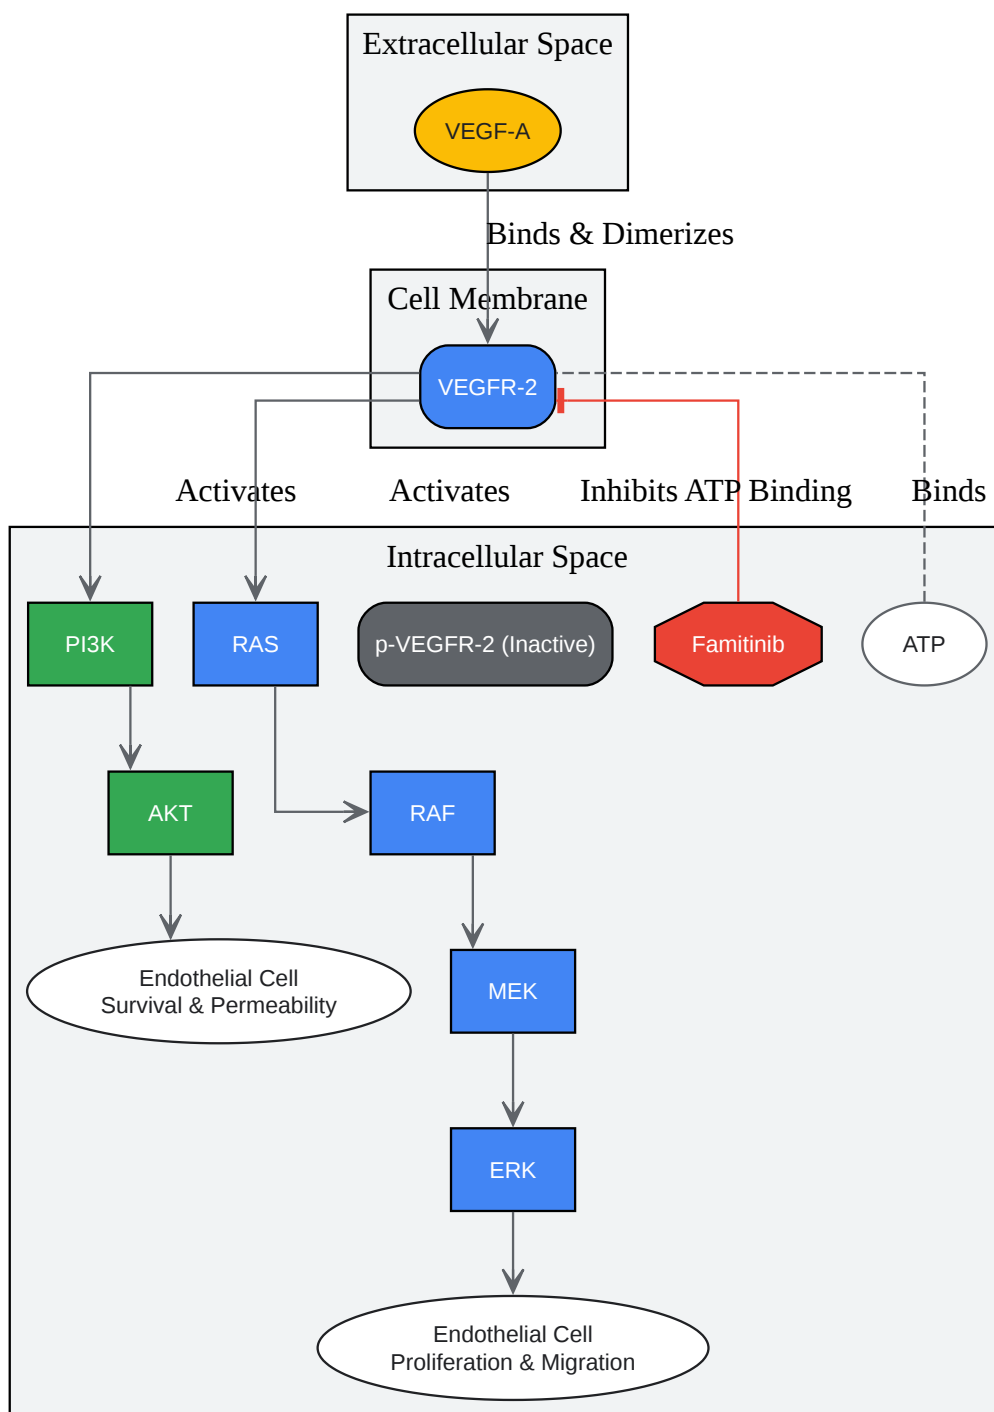 Extracellular Space
VEGF-A
Binds & Dimerizes
Cell Membrane
VEGFR-2
Activates
Activates
Inhibits ATP Binding
Binds
Intracellular Space
PI3K
RAS
p-VEGFR-2 (Inactive)
Famitinib
ATP
AKT
RAF
Endothelial Cell
Survival & Permeability
MEK
ERK
Endothelial Cell
Proliferation & Migration